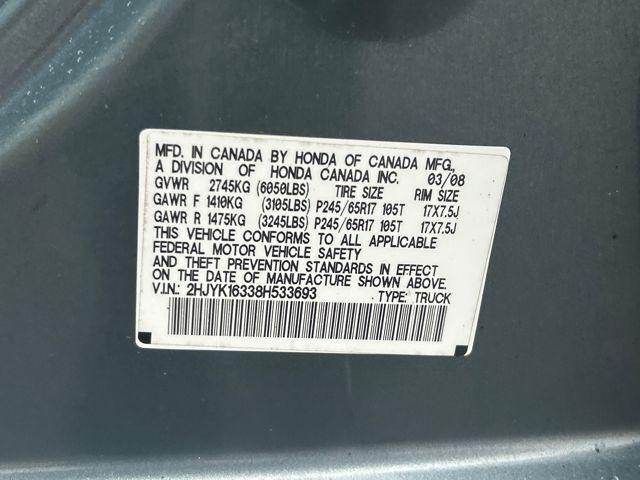 MFD. IN CANADA BY HONDA OF CANADA MFG.,
A DIVISION OF HONDA CANADA INC. 03/08
GVWR 2745KG (6050LBS) TIRE SIZE RIM SIZE
GAWR F 1410KG (3105LBS) P245/65R17 105T 17X7.5J
GAWR R 1475KG (3245LBS) P245/65R17 105T 17X7.5J
THIS VEHICLE CONFORMS TO ALL APPLICABLE
FEDERAL MOTOR VEHICLE SAFETY
AND THEFT PREVENTION STANDARDS IN EFFECT
ON THE DATE OF MANUFACTURE SHOWN ABOVE.
V.I.N.: 2HJYK16338H533693 TYPE: TRUCK